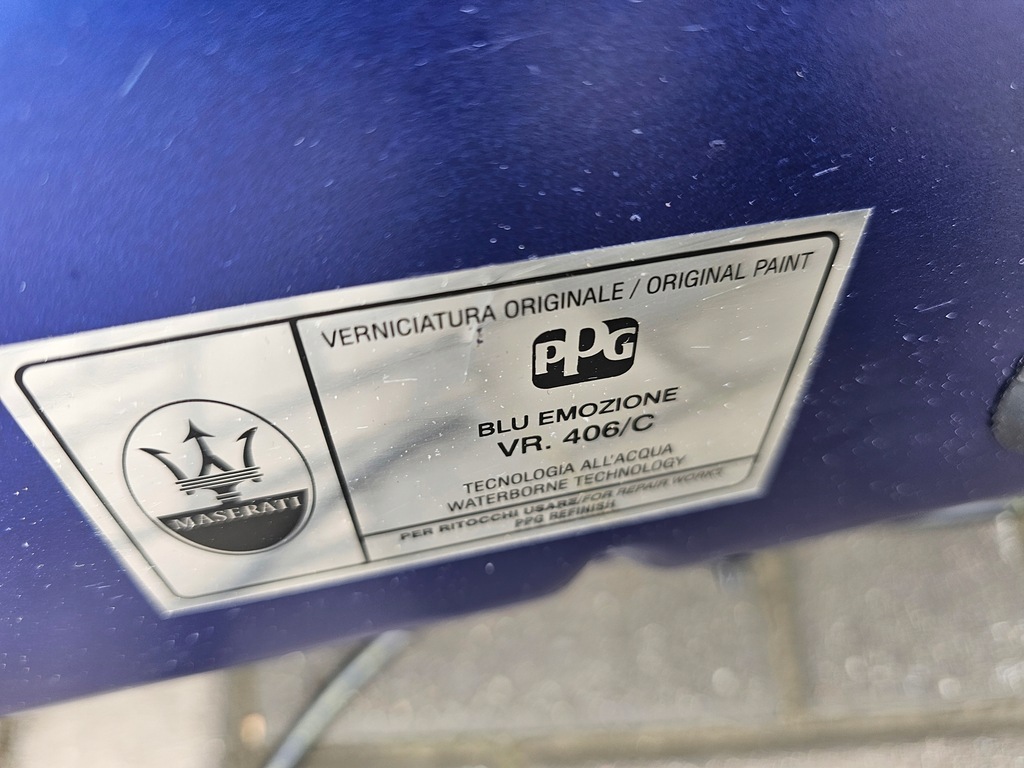 VERNICIATURA ORIGINALE / ORIGINAL PAINT
PPG
BLU EMOZIONE
VR. 406/C
TECNOLOGIA ALL'ACQUA
WATERBORNE TECHNOLOGY
PER RITOCCHI USARE/FOR REPAIR WORKS
PPG REFINISH
MASERATI